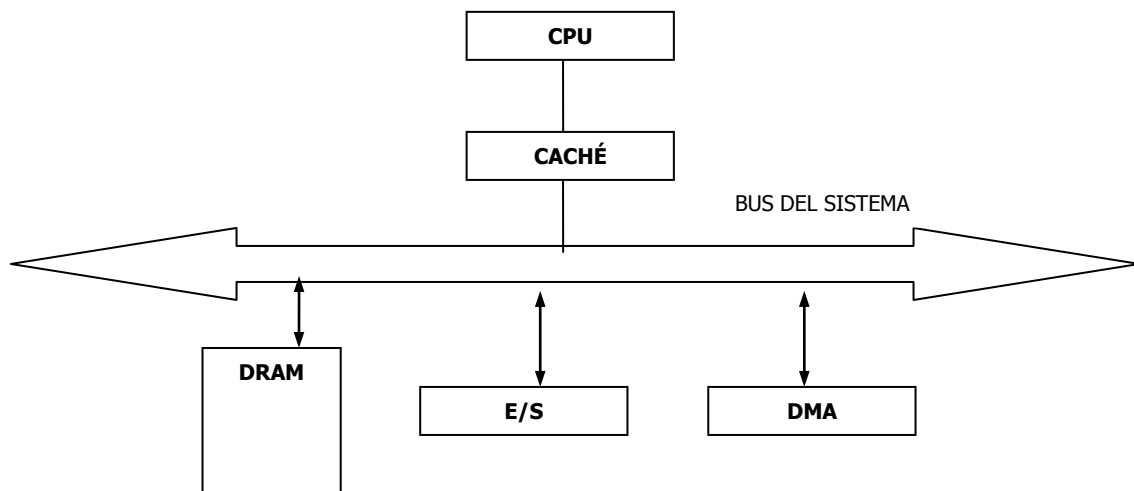 CPU
CACHÉ
BUS DEL SISTEMA
DRAM
E/S
DMA